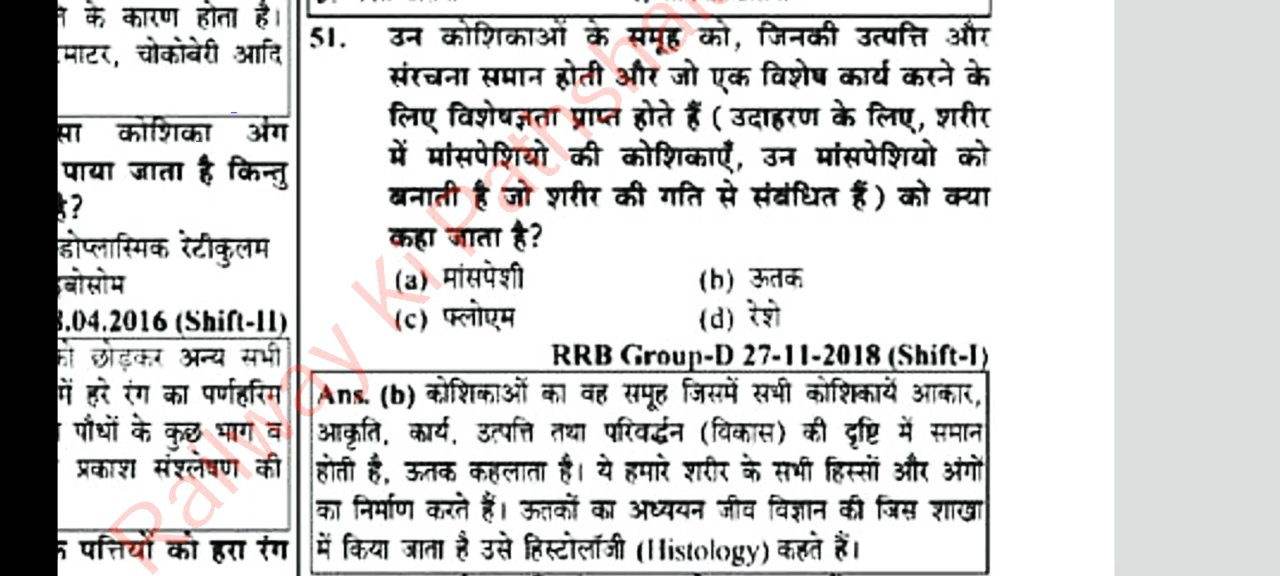 के कारण होता है।
चोकोबेरी आदि
कोशिका अंग
पाया जाता है किन्तु
है?
रेटीकुलम
.04.2016 (Shift-II)
छोड़कर अन्य सभी
में हरे रंग का पर्णहरिम
पौधों के कुछ भाग व
प्रकाश संश्लेषण की
पत्तियों को हरा रंग
51. उन कोशिकाओं के समूह को, जिनकी उत्पत्ति और
संरचना समान होती और जो एक विशेष कार्य करने के
लिए विशेषज्ञता प्राप्त होते हैं ( उदाहरण के लिए, शरीर
में मांसपेशियो की कोशिकाएँ, उन मांसपेशियो को
बनाती है जो शरीर की गति से संबंधित हैं ) को क्या
कहा जाता है?
(a) मांसपेशी (b) ऊतक
(c) फ्लोएम (d) रेशे
RRB Group-D 27-11-2018 (Shift-I)
Ans. (b) कोशिकाओं का वह समूह जिसमें सभी कोशिकायें आकार,
आकृति, कार्य, उत्पत्ति तथा परिवर्द्धन (विकास) की दृष्टि में समान
होती है, ऊतक कहलाता है। ये हमारे शरीर के सभी हिस्सों और अंगों
का निर्माण करते हैं। ऊतकों का अध्ययन जीव विज्ञान की जिस शाखा
में किया जाता है उसे हिस्टोलॉजी (Histology) कहते हैं।
Railway Ki Pathsha